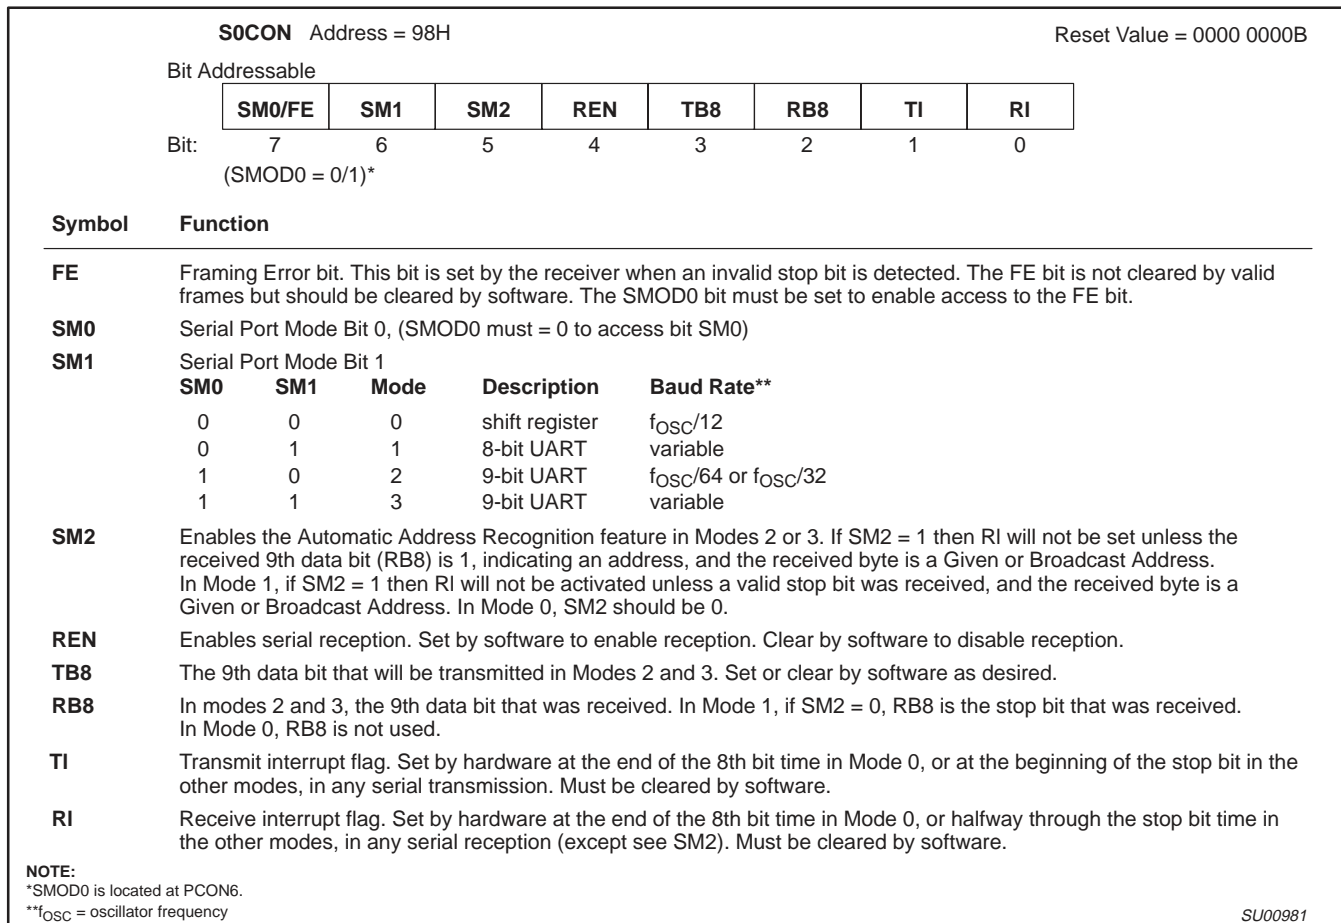 S0CON Address = 98H Reset Value = 0000 0000B
Bit Addressable
SM0/FE SM1 SM2 REN TB8 RB8 TI RI
Bit: 7 6 5 4 3 2 1 0
(SMOD0 = 0/1)*
Symbol Function
FE Framing Error bit. This bit is set by the receiver when an invalid stop bit is detected. The FE bit is not cleared by valid
frames but should be cleared by software. The SMOD0 bit must be set to enable access to the FE bit.
SM0 Serial Port Mode Bit 0, (SMOD0 must = 0 to access bit SM0)
SM1 Serial Port Mode Bit 1
SM0 SM1 Mode Description Baud Rate**
0 0 0 shift register fOSC/12
0 1 1 8-bit UART variable
1 0 2 9-bit UART fOSC/64 or fOSC/32
1 1 3 9-bit UART variable
SM2 Enables the Automatic Address Recognition feature in Modes 2 or 3. If SM2 = 1 then RI will not be set unless the
received 9th data bit (RB8) is 1, indicating an address, and the received byte is a Given or Broadcast Address.
In Mode 1, if SM2 = 1 then RI will not be activated unless a valid stop bit was received, and the received byte is a
Given or Broadcast Address. In Mode 0, SM2 should be 0.
REN Enables serial reception. Set by software to enable reception. Clear by software to disable reception.
TB8 The 9th data bit that will be transmitted in Modes 2 and 3. Set or clear by software as desired.
RB8 In modes 2 and 3, the 9th data bit that was received. In Mode 1, if SM2 = 0, RB8 is the stop bit that was received.
In Mode 0, RB8 is not used.
TI Transmit interrupt flag. Set by hardware at the end of the 8th bit time in Mode 0, or at the beginning of the stop bit in the
other modes, in any serial transmission. Must be cleared by software.
RI Receive interrupt flag. Set by hardware at the end of the 8th bit time in Mode 0, or halfway through the stop bit time in
the other modes, in any serial reception (except see SM2). Must be cleared by software.
NOTE:
*SMOD0 is located at PCON6.
**fOSC = oscillator frequency SU00981